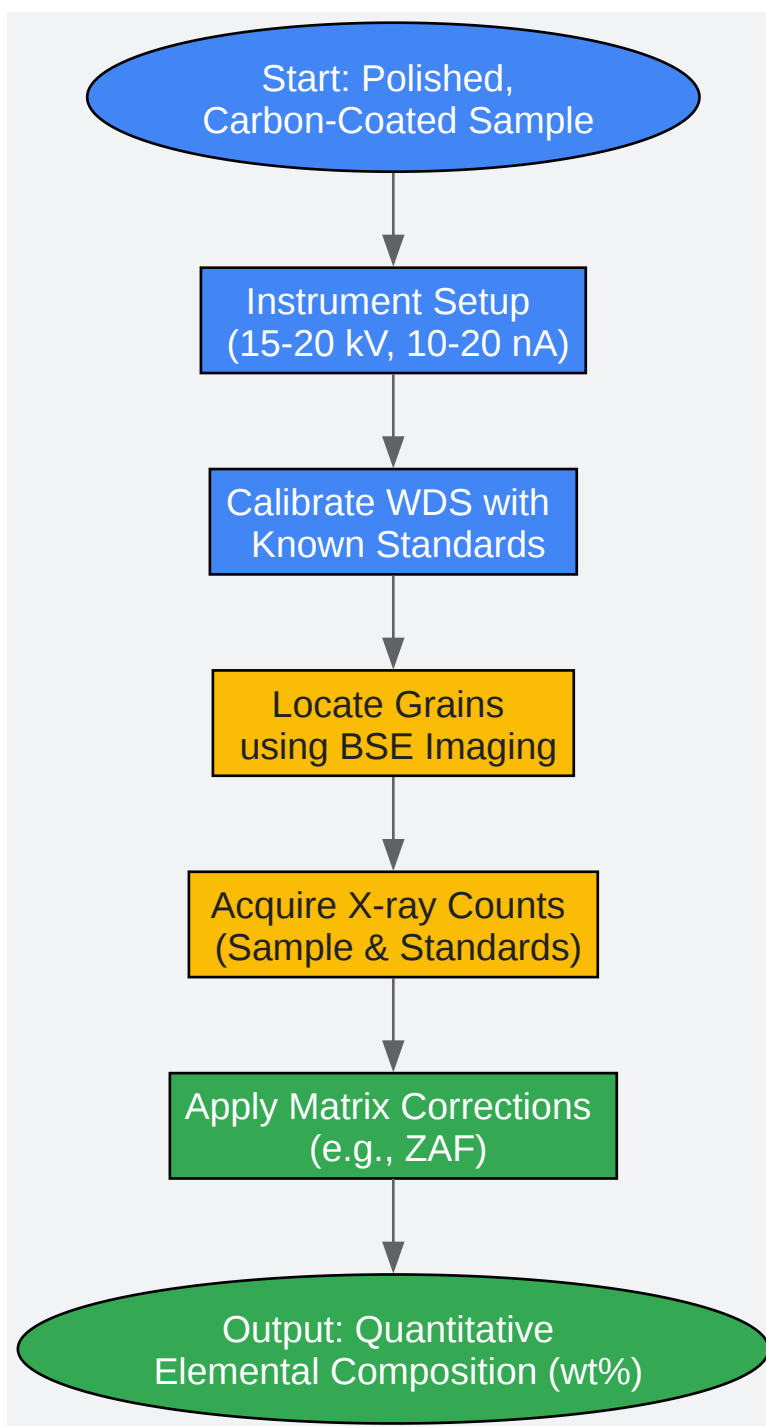 Start: Polished,
Carbon-Coated Sample
Instrument Setup
(15-20 kV, 10-20 nA)
Calibrate WDS with
Known Standards
Locate Grains
using BSE Imaging
Acquire X-ray Counts
(Sample & Standards)
Apply Matrix Corrections
(e.g., ZAF)
Output: Quantitative
Elemental Composition (wt%)